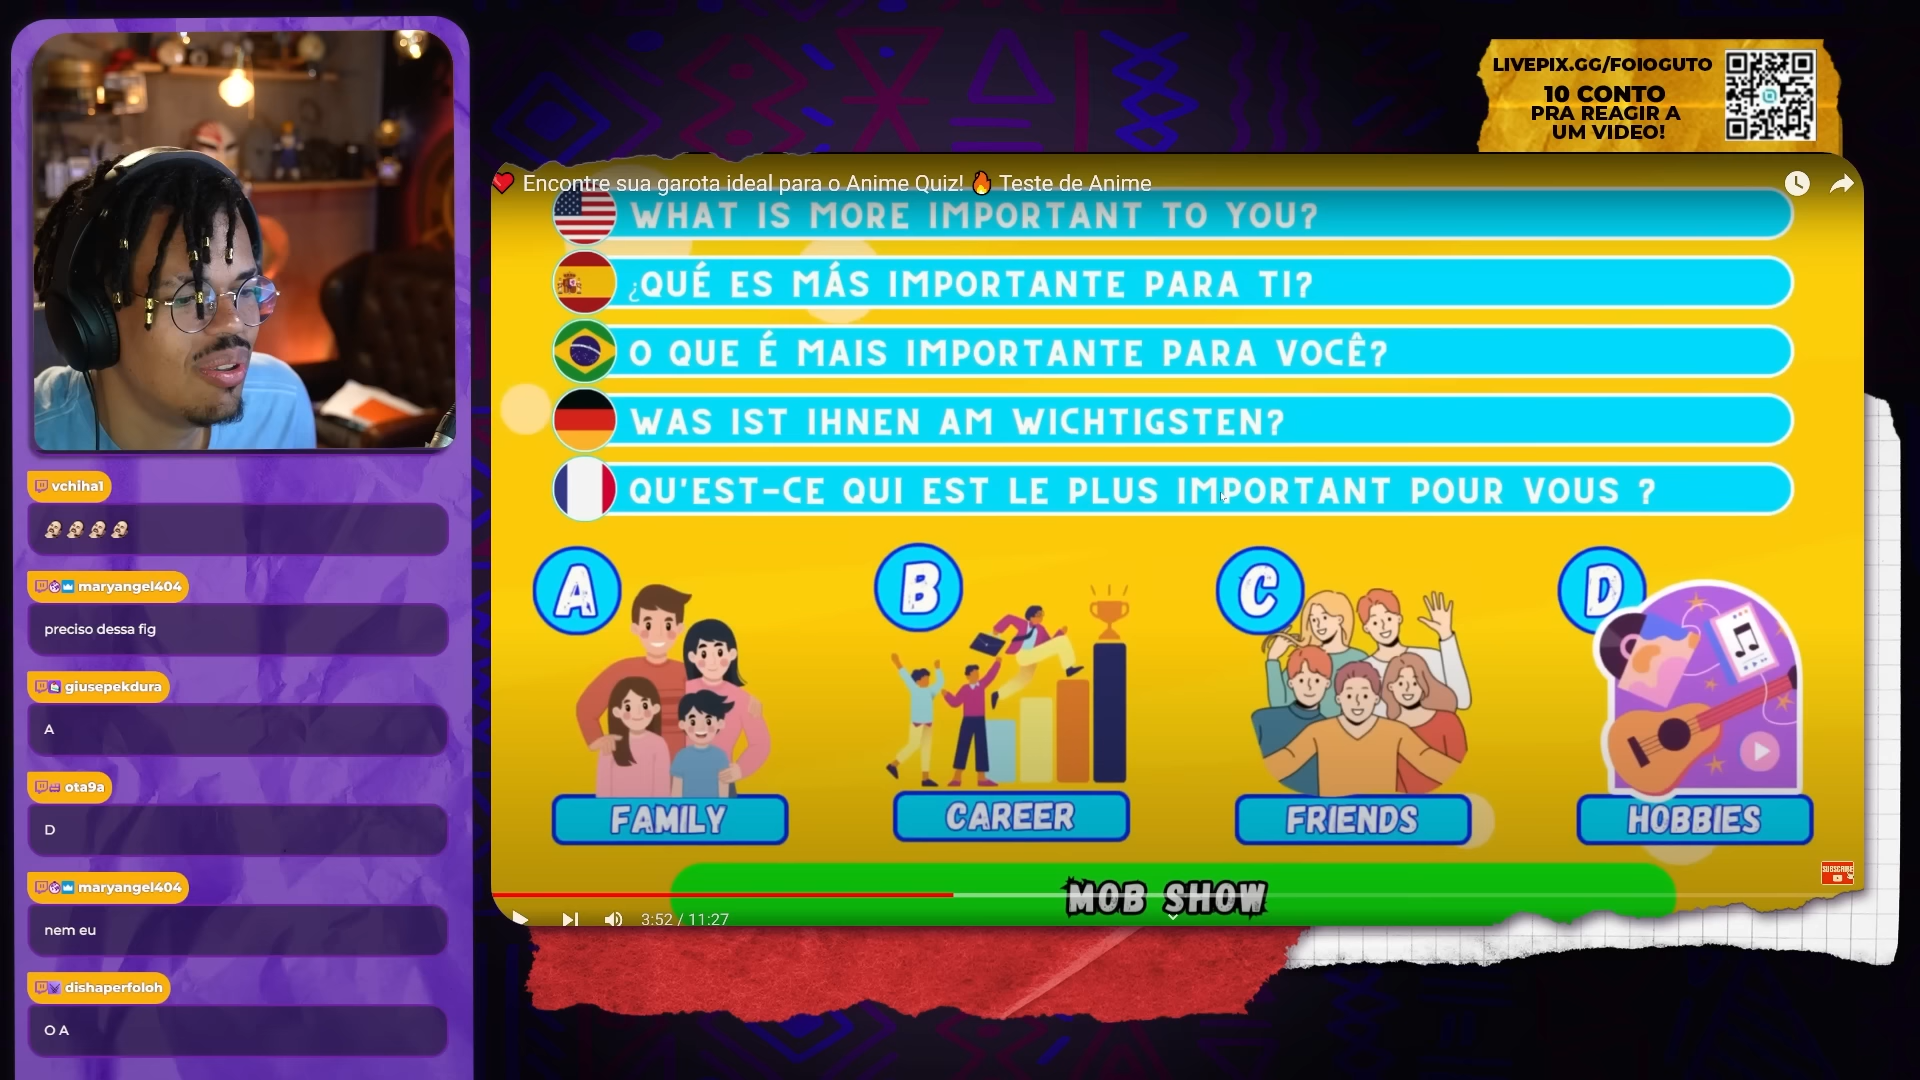 LIVEPIX.GG/FOIOGUTO
10 CONTO
PRA REAGIR A
UM VIDEO!
Encontre sua garota ideal para o Anime Quiz! 🔥 Teste de Anime
WHAT IS MORE IMPORTANT TO YOU?
¿QUÉ ES MÁS IMPORTANTE PARA TI?
O QUE É MAIS IMPORTANTE PARA VOCÊ?
WAS IST IHNEN AM WICHTIGSTEN?
QU'EST-CE QUI EST LE PLUS IMPORTANT POUR VOUS ?
A
B
C
D
FAMILY
CAREER
FRIENDS
HOBBIES
SUBSCRIBE
MOB SHOW
3:52 / 11:27
vchiha1
maryangel404
preciso dessa fig
giusepekdura
A
ota9a
D
maryangel404
nem eu
dishaperfoloh
O A